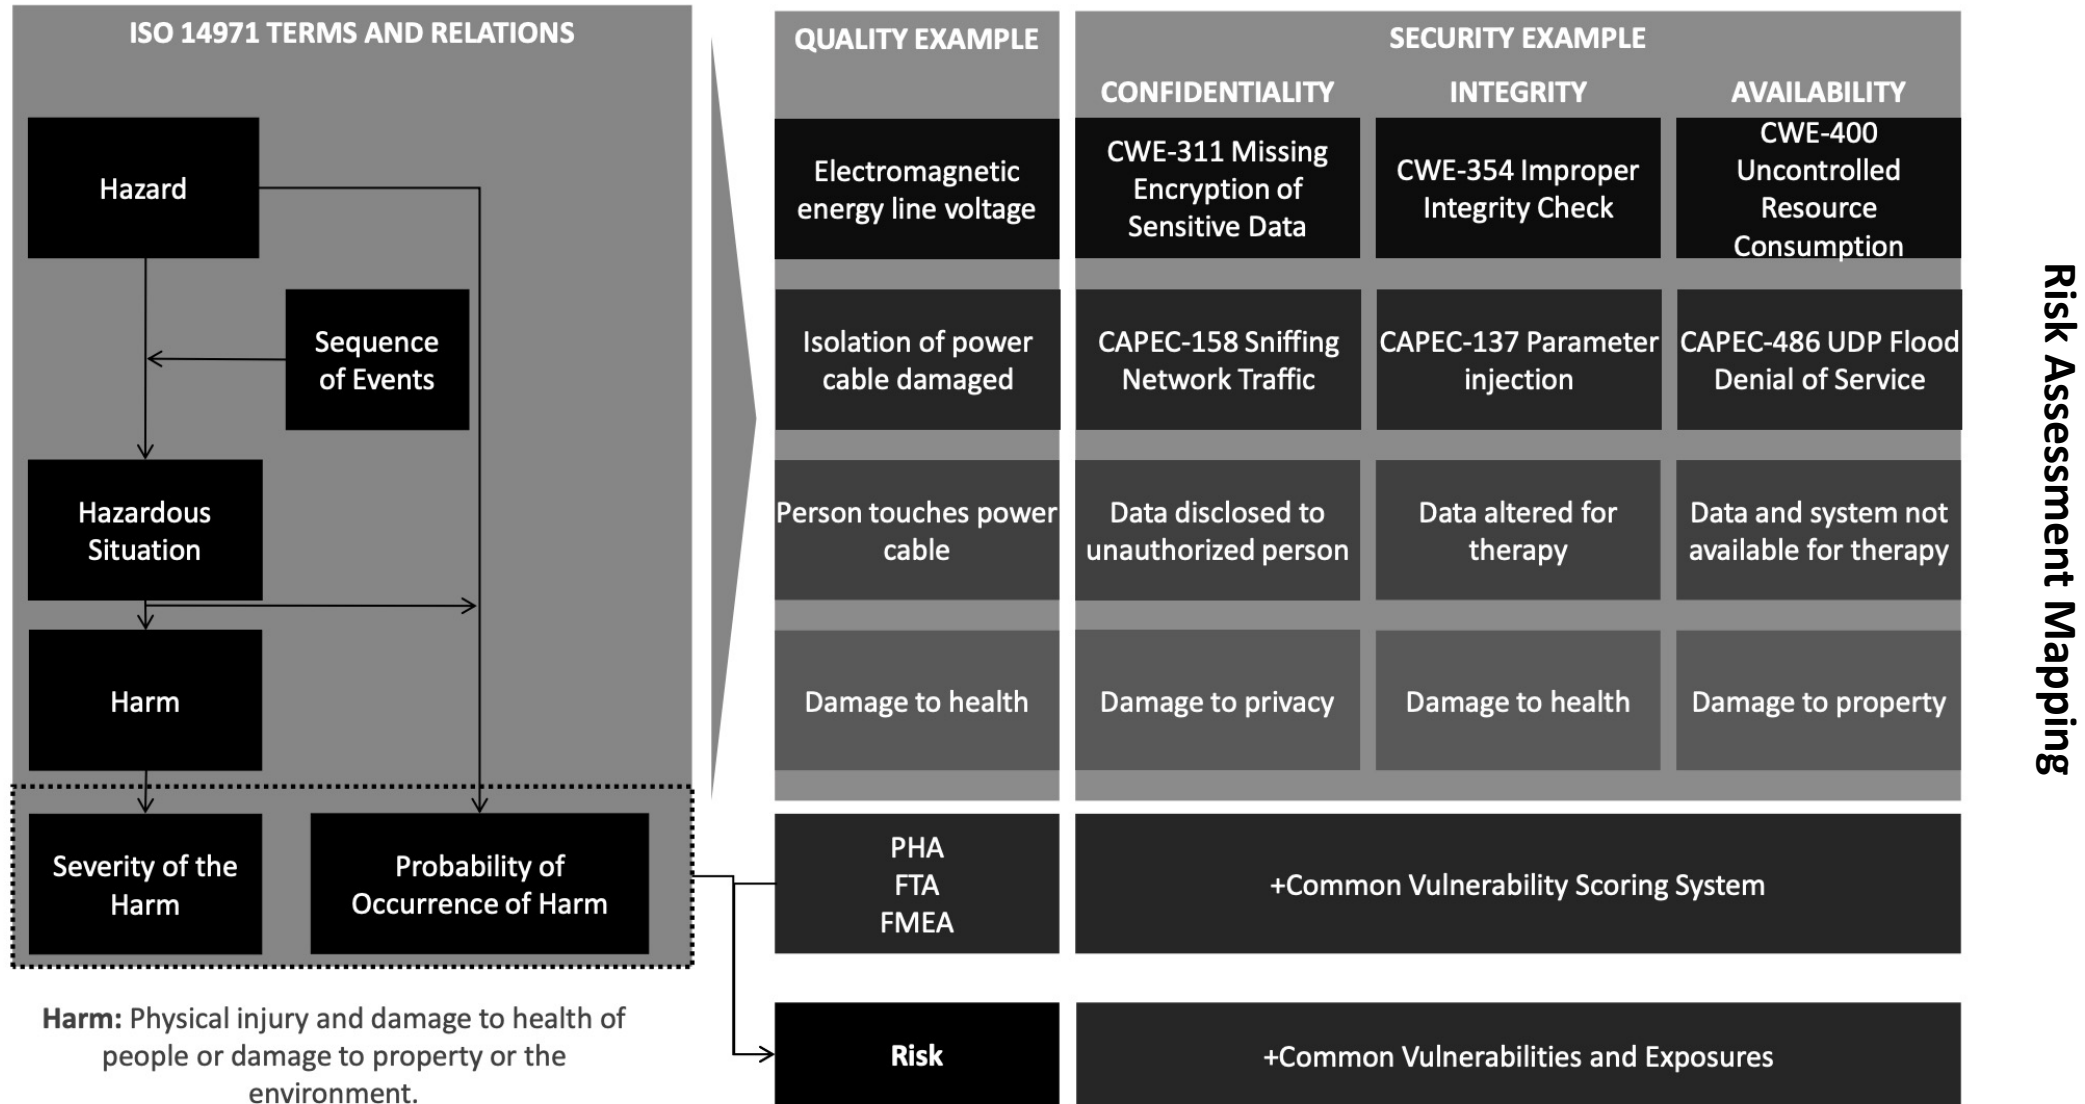 ISO 14971 TERMS AND RELATIONS
Hazard
Sequence
of Events
Hazardous
Situation
Harm
Severity of the
Harm
Probability of
Occurrence of Harm
Harm: Physical injury and damage to health of
people or damage to property or the
environment.
QUALITY EXAMPLE
Electromagnetic
energy line voltage
Isolation of power
cable damaged
Person touches power
cable
Damage to health
PHA
FTA
FMEA
Risk
SECURITY EXAMPLE
CONFIDENTIALITY
CWE-311 Missing
Encryption of
Sensitive Data
CAPEC-158 Sniffing
Network Traffic
Data disclosed to
unauthorized person
Damage to privacy
INTEGRITY
CWE-354 Improper
Integrity Check
CAPEC-137 Parameter
injection
Data altered for
therapy
Damage to health
AVAILABILITY
CWE-400
Uncontrolled
Resource
Consumption
CAPEC-486 UDP Flood
Denial of Service
Data and system not
available for therapy
Damage to property
+Common Vulnerability Scoring System
+Common Vulnerabilities and Exposures
Risk Assessment Mapping